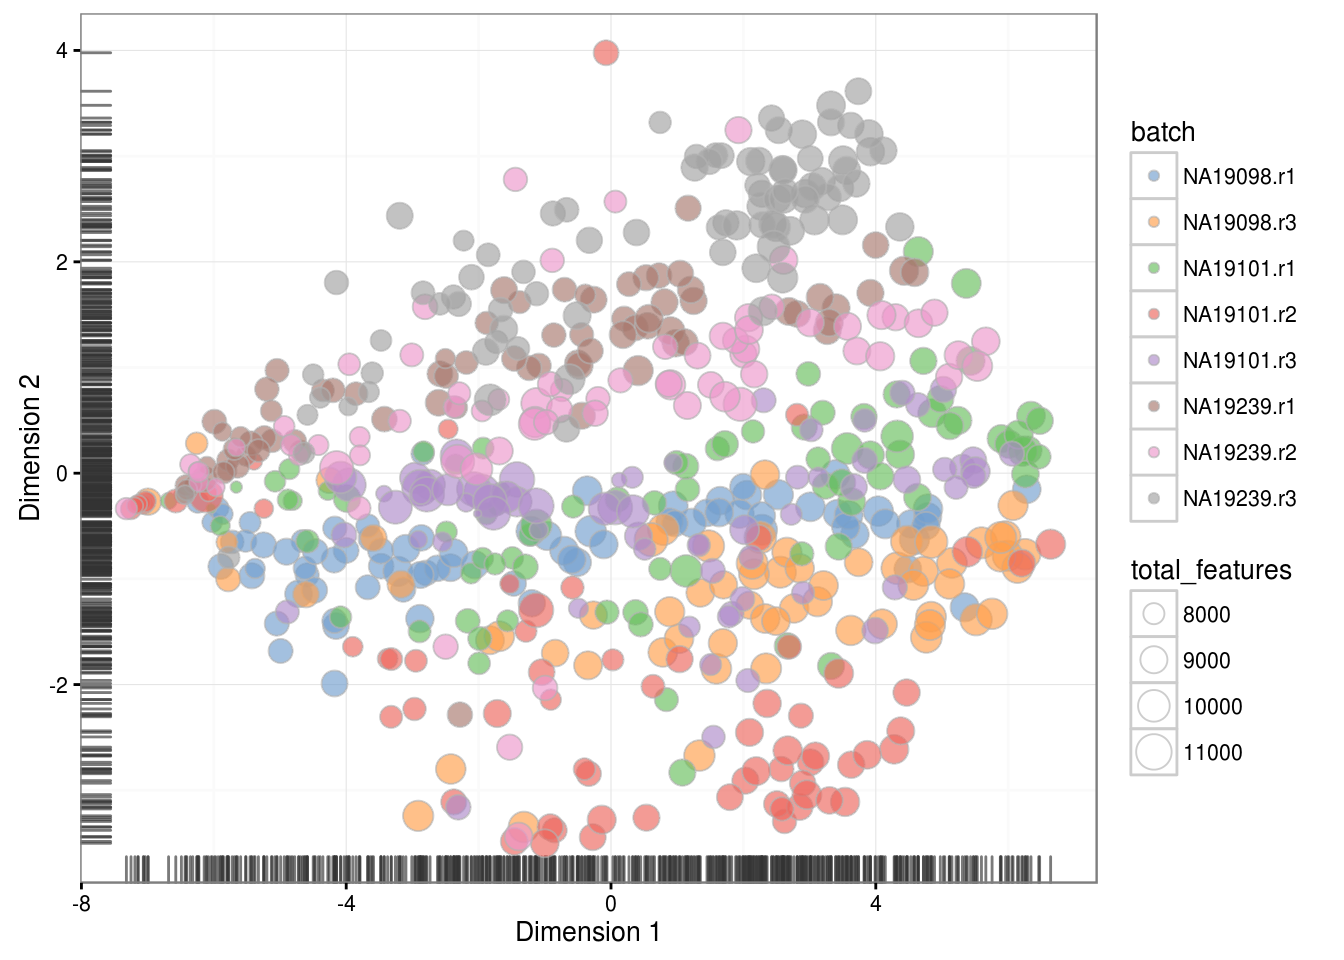 4
2
0
-2
-8
-4
0
4
Dimension 1
Dimension 2
batch
NA19098.r1
NA19098.r3
NA19101.r1
NA19101.r2
NA19101.r3
NA19239.r1
NA19239.r2
NA19239.r3
total_features
8000
9000
10000
11000